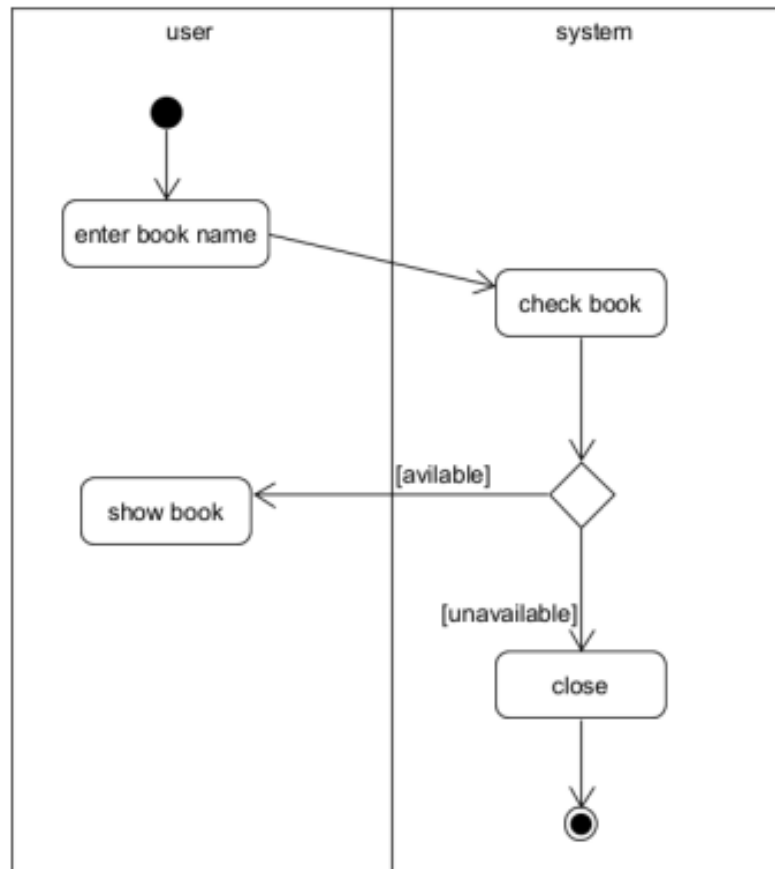 user
system
enter book name
check book
[avilable]
show book
[unavailable]
close